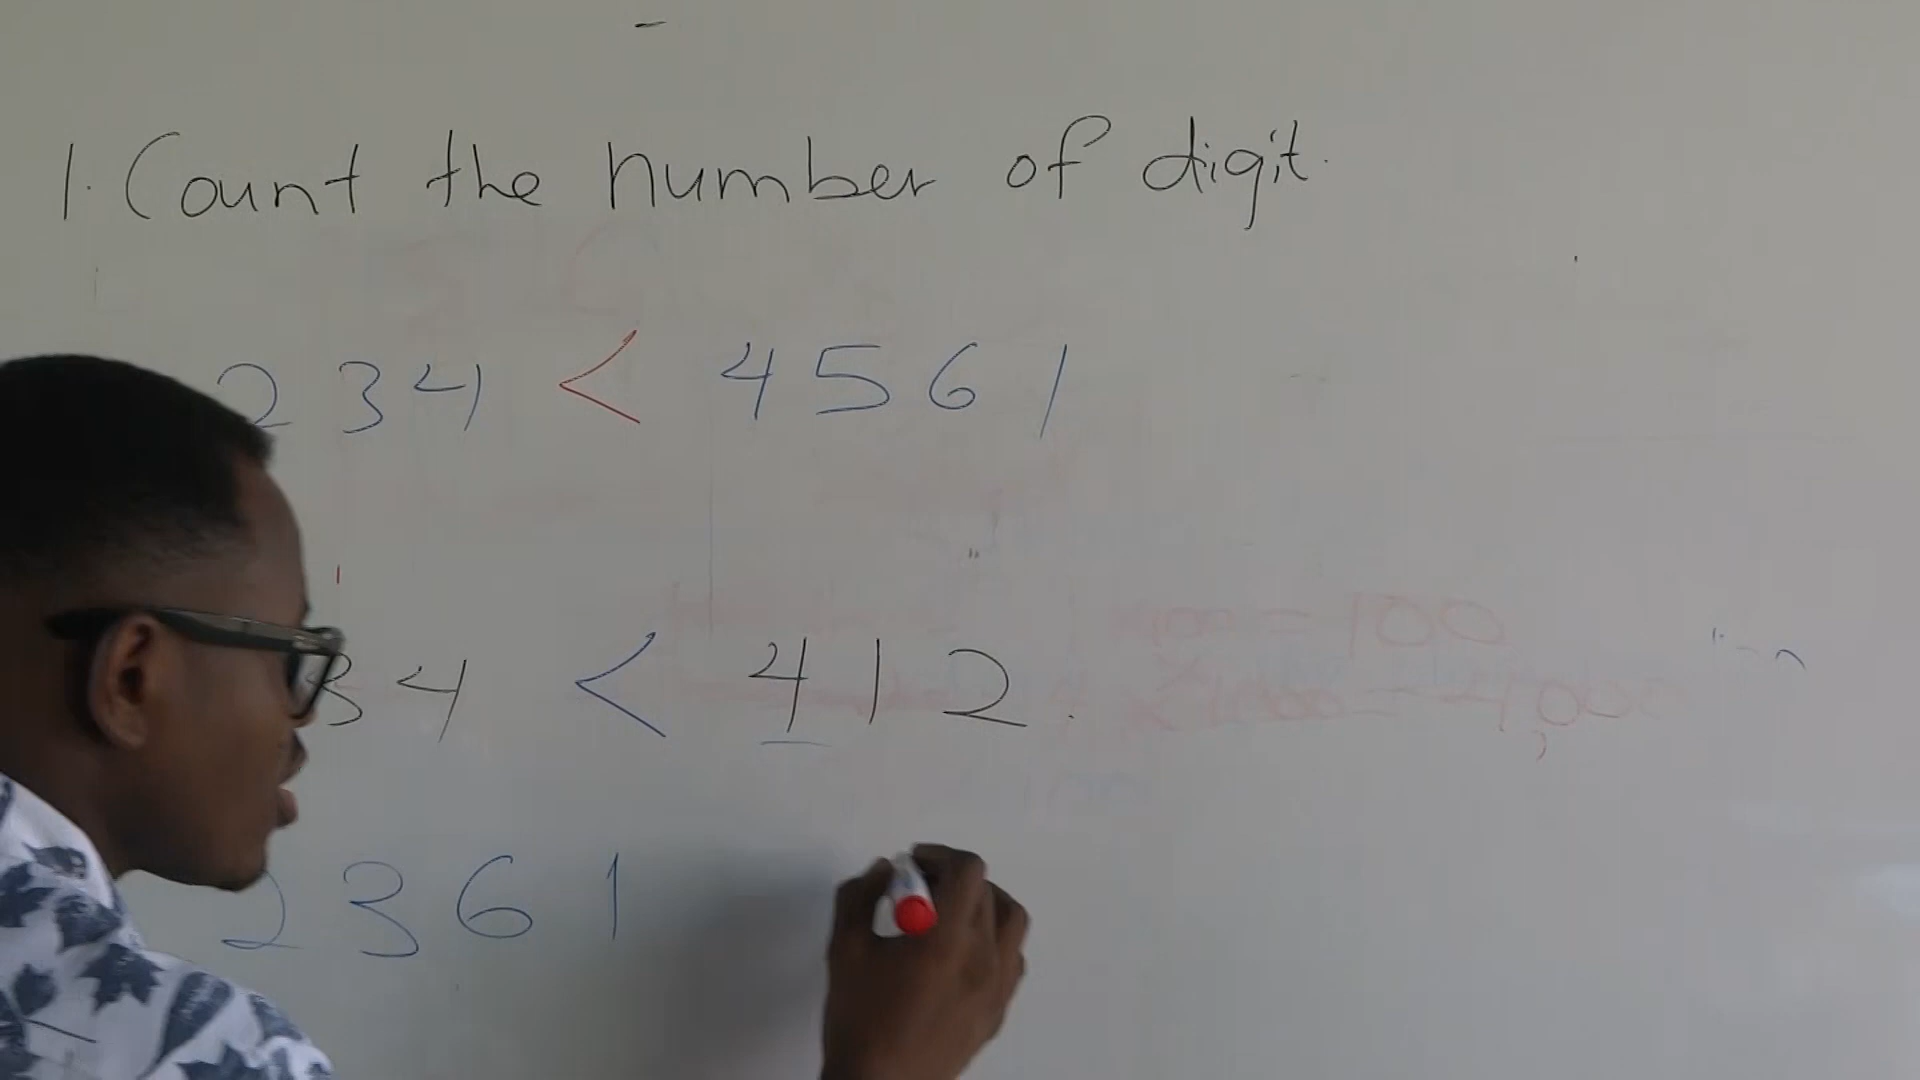 1. Count the number of digit.
234 < 4561
34 < 412.
2361